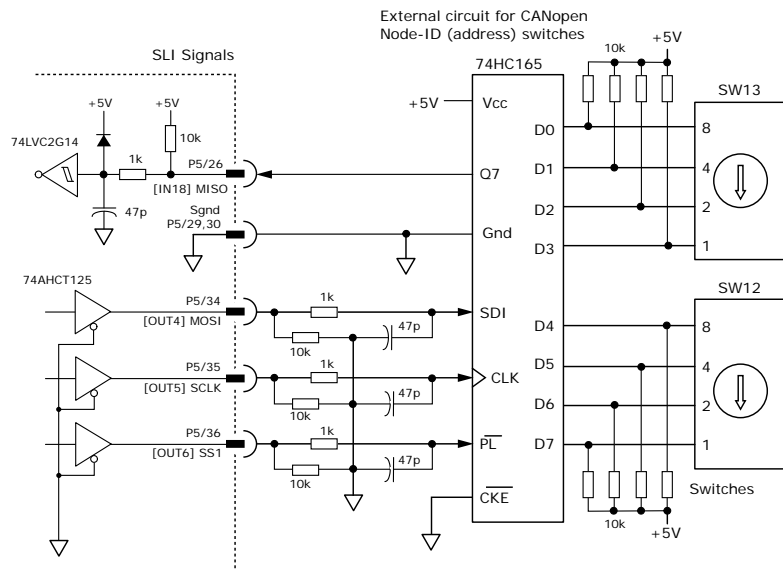 External circuit for CANopen
Node-ID (address) switches
SLI Signals
+5V
+5V
74LVC2G14
10k
1k
P5/26
[IN18] MISO
47p
Sgnd
P5/29,30
74AHCT125
P5/34
[OUT4] MOSI
P5/35
[OUT5] SCLK
P5/36
[OUT6] SS1
1k
10k
47p
1k
10k
47p
1k
10k
47p
74HC165
+5V
Vcc
Q7
Gnd
SDI
CLK
PL
CKE
D0
D1
D2
D3
D4
D5
D6
D7
10k
+5V
SW13
8
4
2
1
SW12
8
4
2
1
10k
+5V
Switches